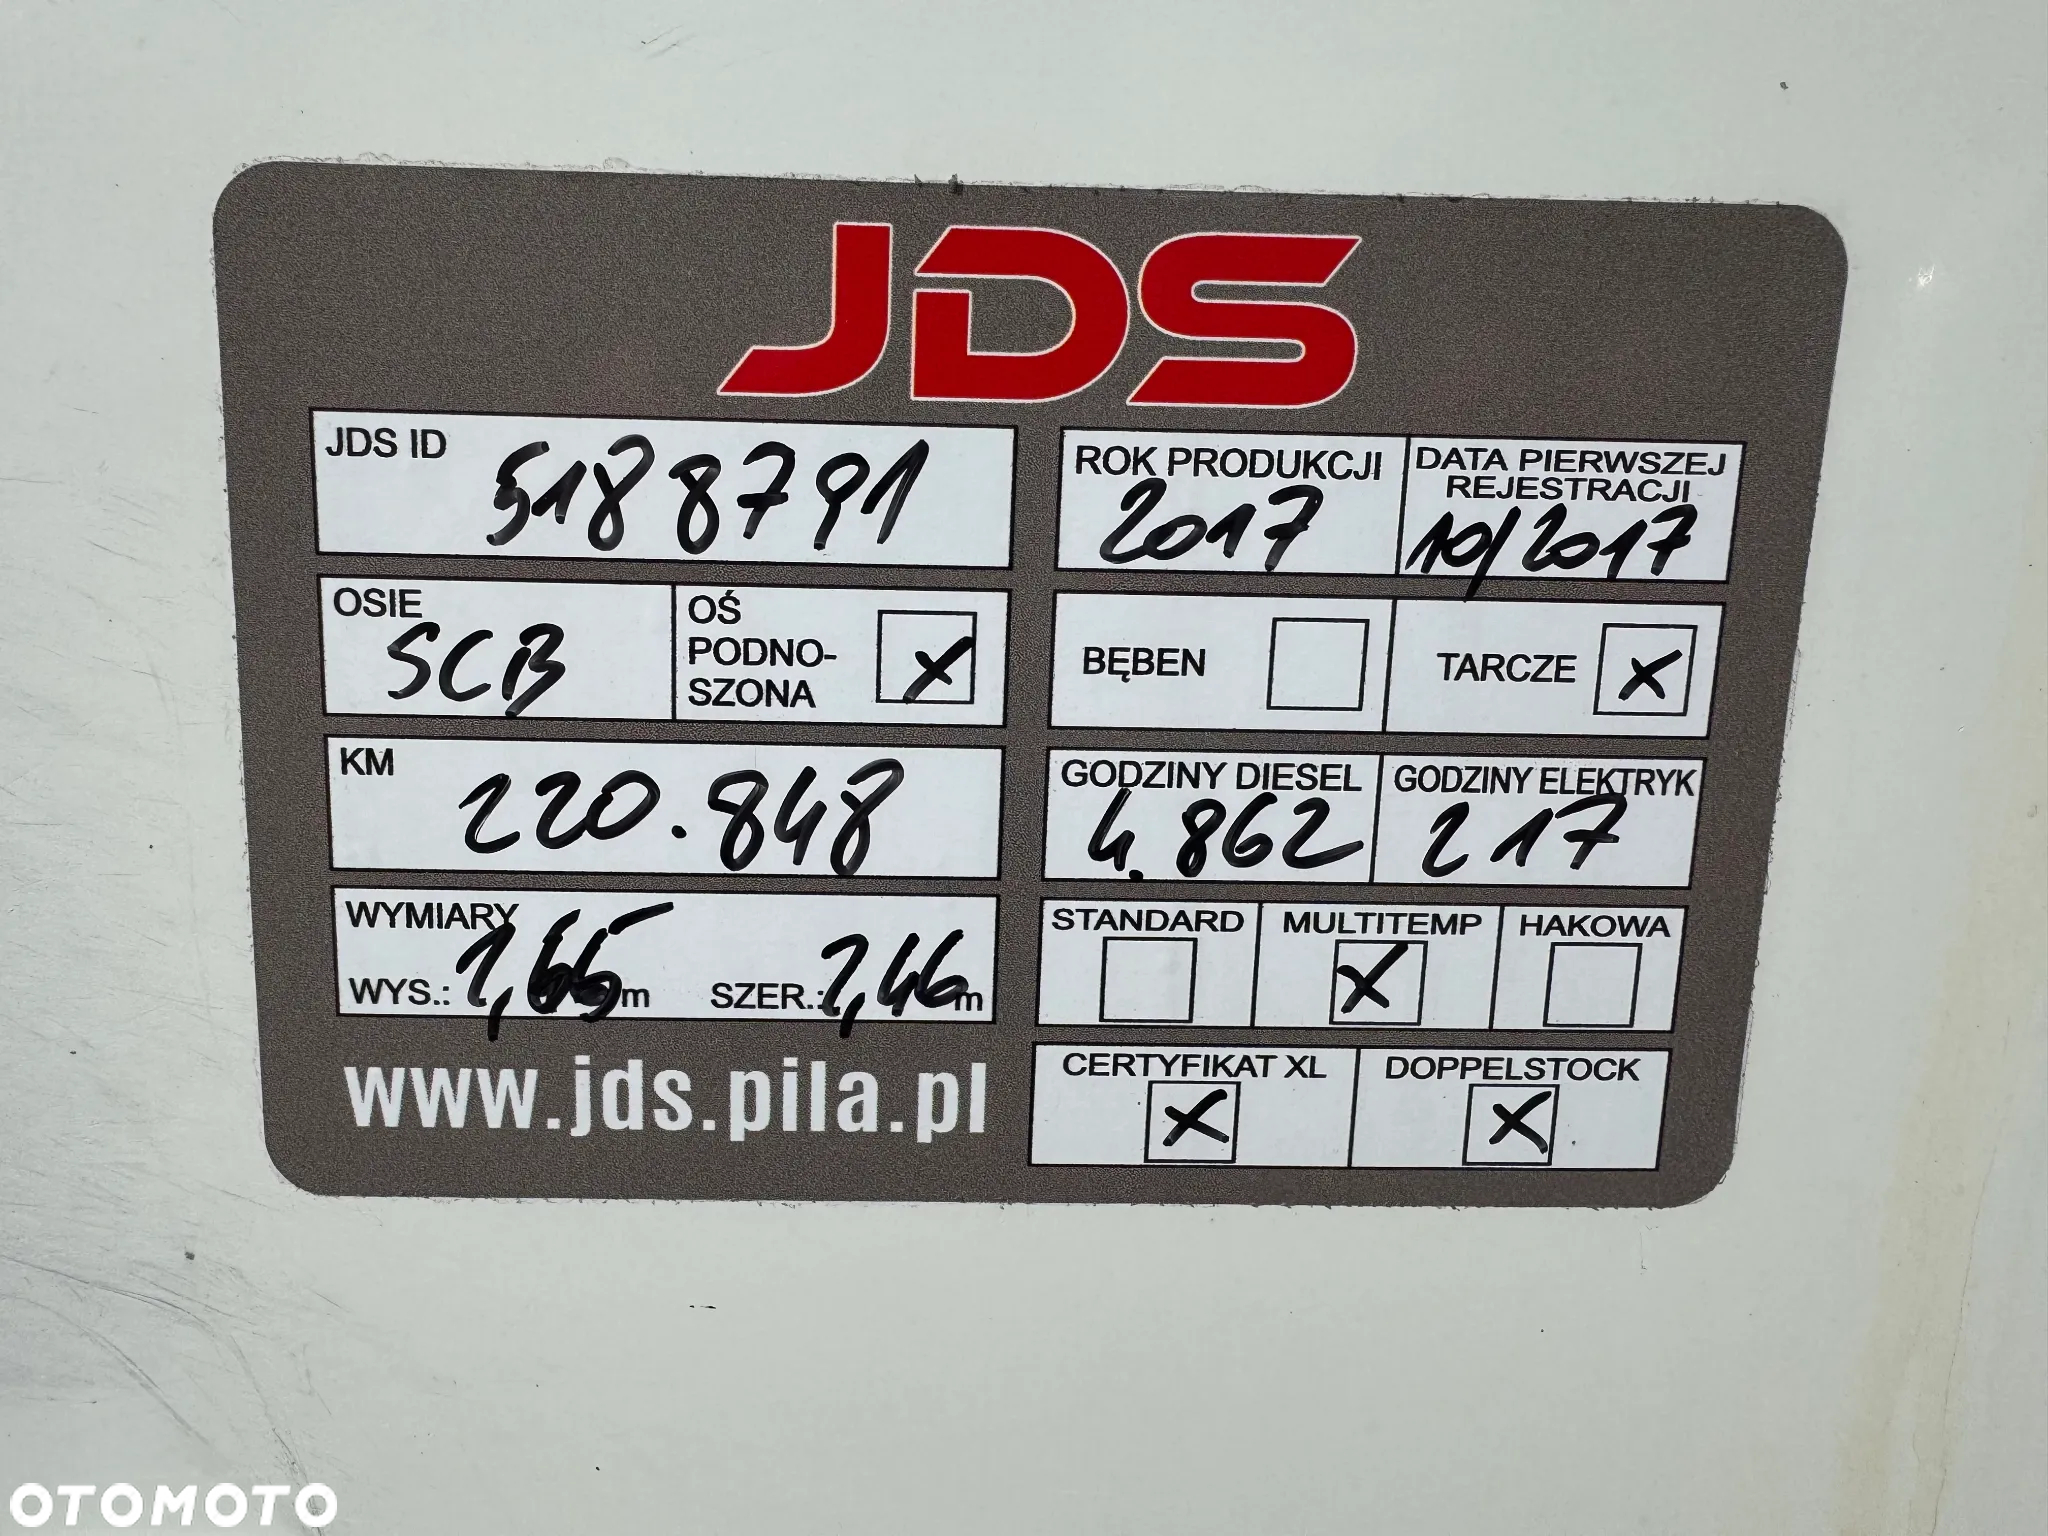 JDS
JDS ID 5188791
ROK PRODUKCJI 2017
DATA PIERWSZEJ
REJESTRACJI
10/2017
OSIE SCB
OŚ
PODNO-
SZONA X
BĘBEN
TARCZE X
KM 220.848
GODZINY DIESEL
4.862
GODZINY ELEKTRYK
217
WYMIARY
WYS.: m SZER.: 2,46 m
STANDARD
MULTITEMP
X
HAKOWA
www.jds.pila.pl
CERTYFIKAT XL
X
DOPPELSTOCK
X
OTOMOTO